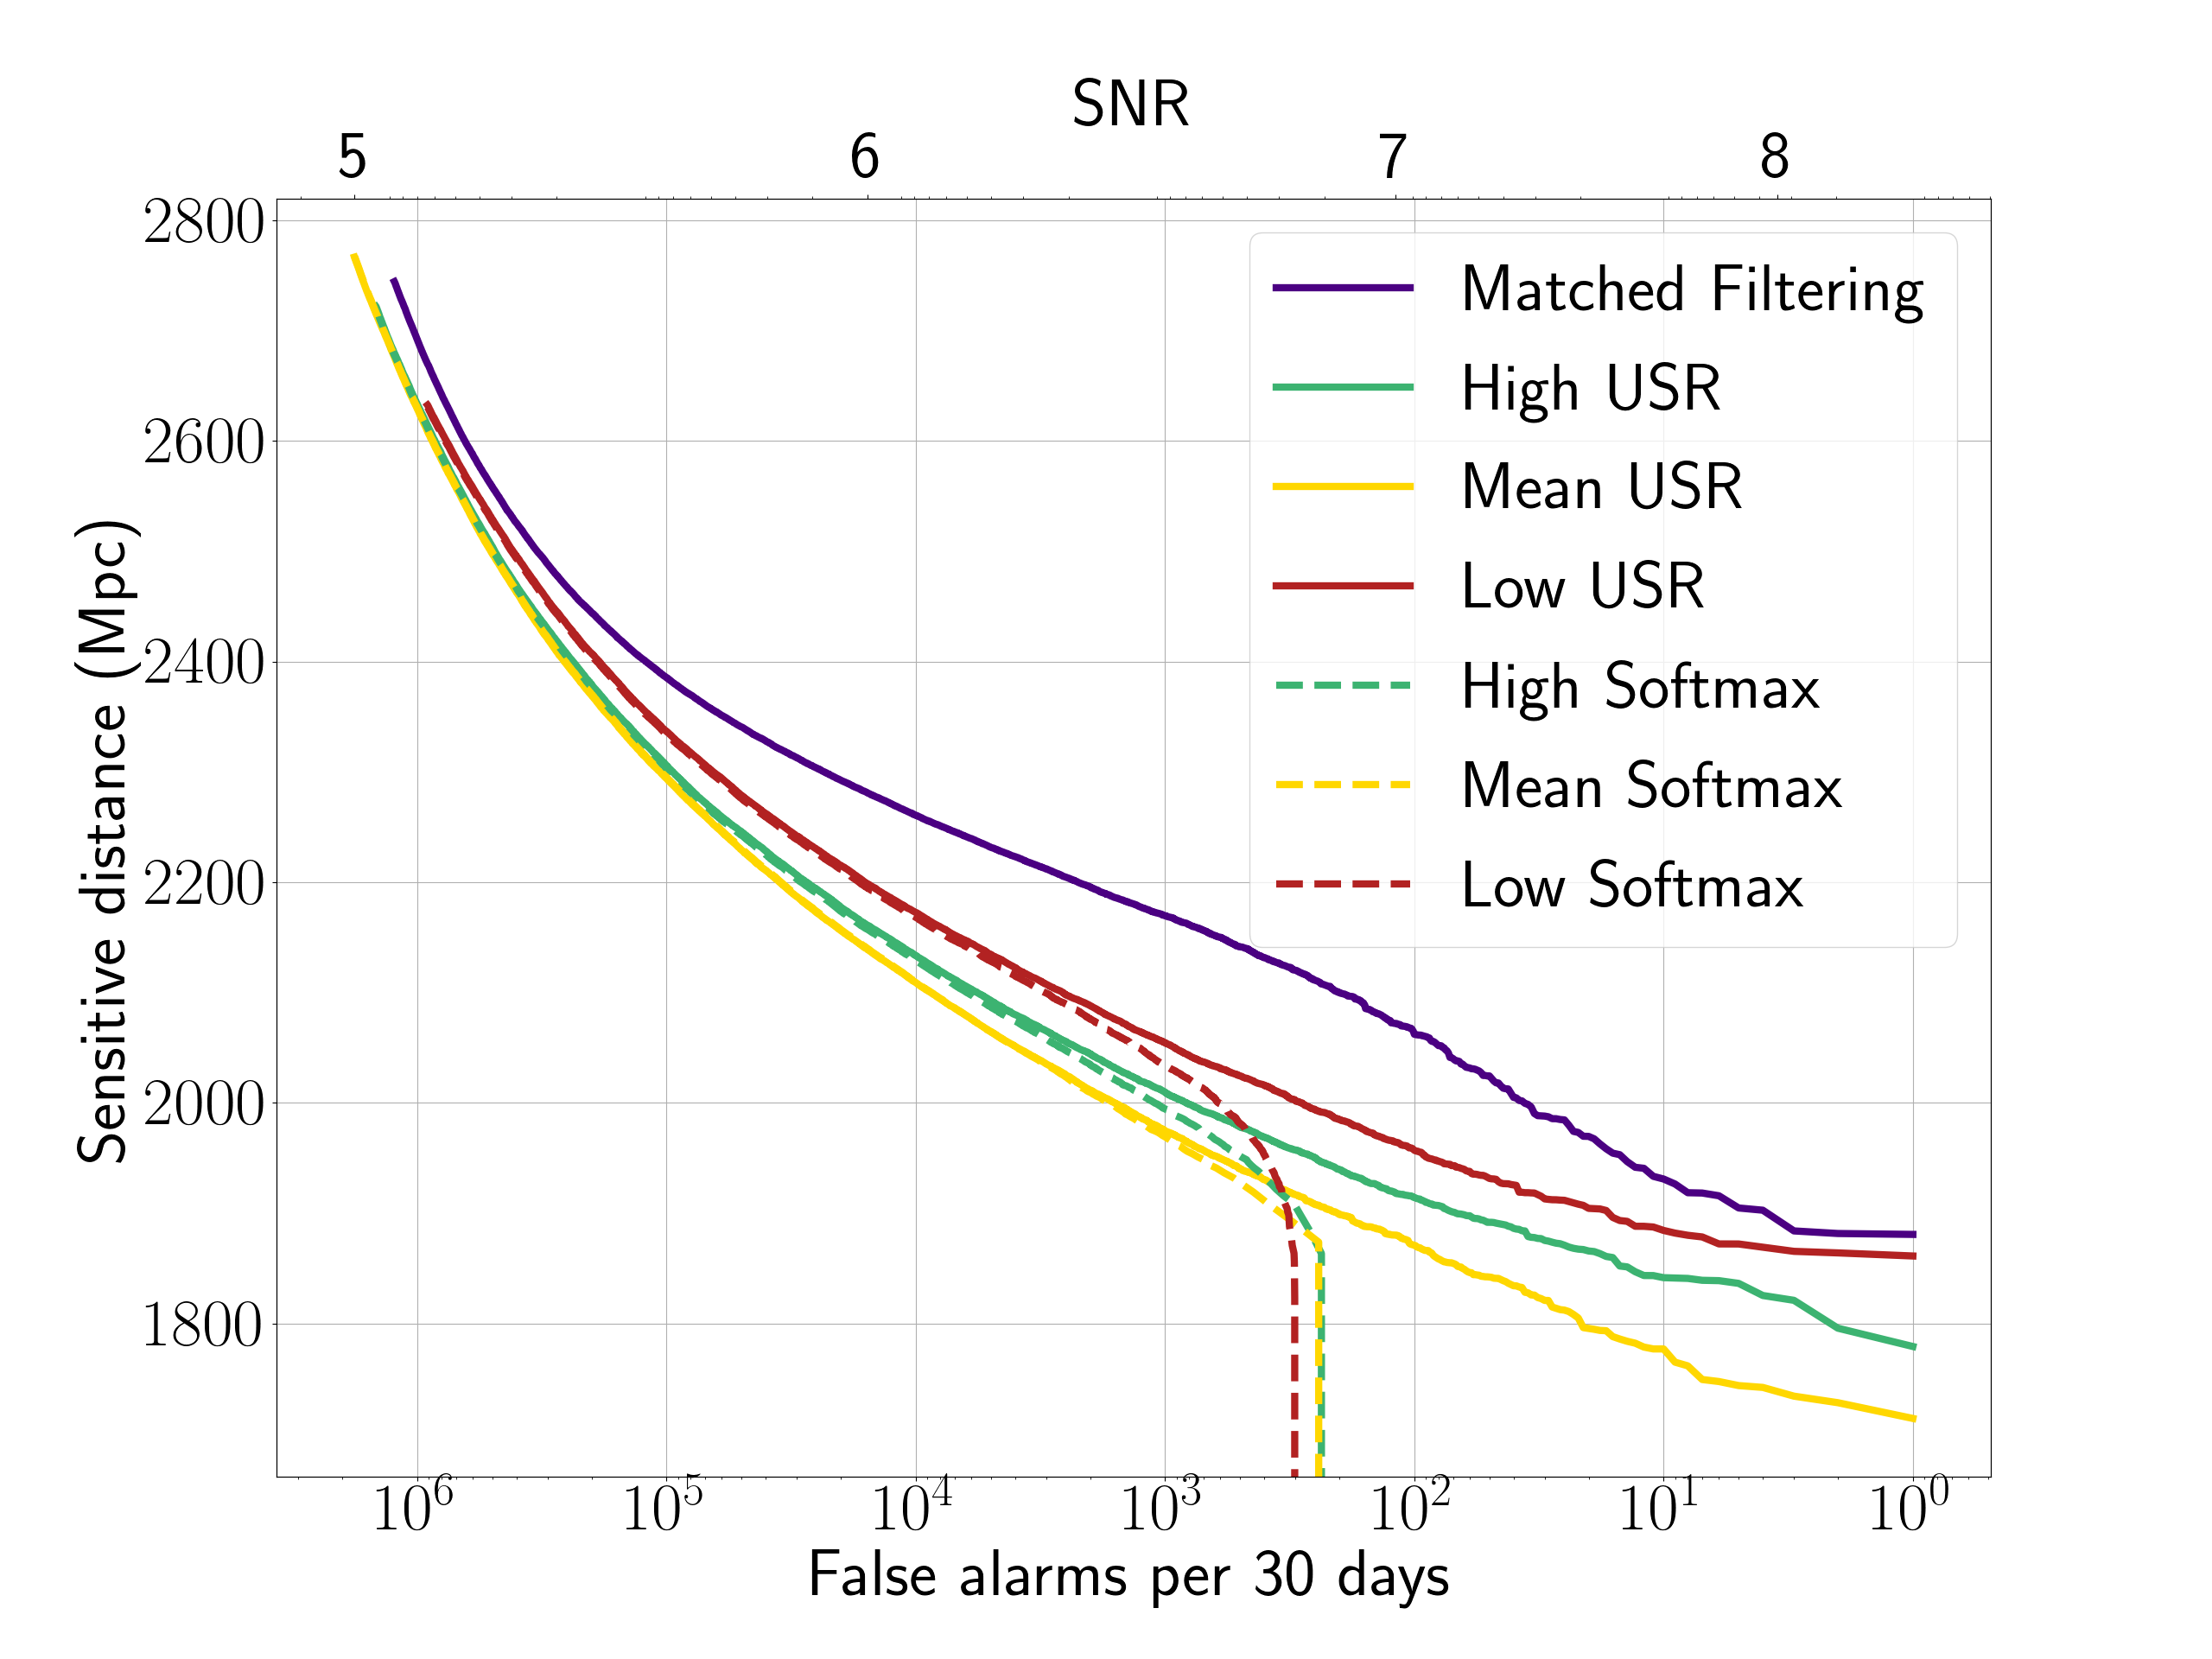 SNR
5 6 7 8
2800
2600
2400
2200
2000
1800
Sensitive distance (Mpc)
Matched Filtering
High USR
Mean USR
Low USR
High Softmax
Mean Softmax
Low Softmax
10^6 10^5 10^4 10^3 10^2 10^1 10^0
False alarms per 30 days